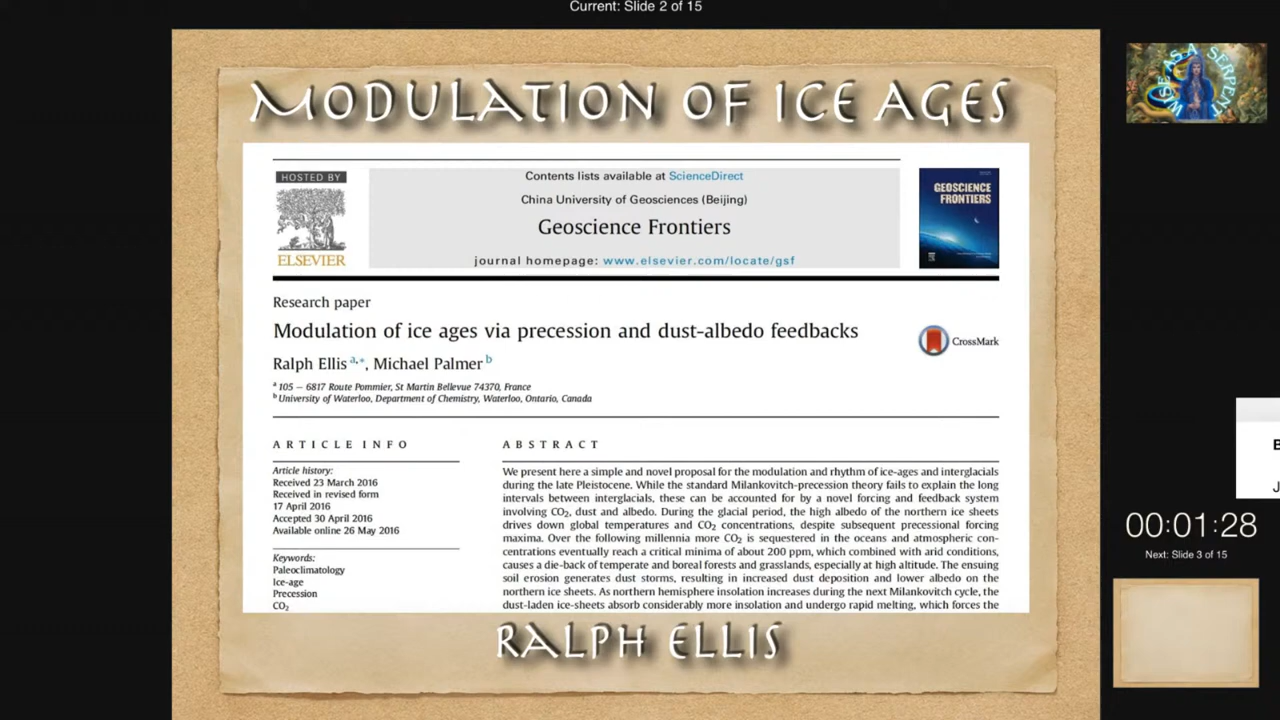 Current: Slide 2 of 15
WISE AS A SERPENT
MODULATION OF ICE AGES
HOSTED BY
ELSEVIER
Contents lists available at ScienceDirect
China University of Geosciences (Beijing)
Geoscience Frontiers
journal homepage: www.elsevier.com/locate/gsf
GEOSCIENCE
FRONTIERS
Research paper
Modulation of ice ages via precession and dust-albedo feedbacks
CrossMark
Ralph Ellis a,*, Michael Palmer b
a 105 – 6817 Route Pommier, St Martin Bellevue 74370, France
b University of Waterloo, Department of Chemistry, Waterloo, Ontario, Canada
ARTICLE INFO
Article history:
Received 23 March 2016
Received in revised form
17 April 2016
Accepted 30 April 2016
Available online 26 May 2016
Keywords:
Paleoclimatology
Ice-age
Precession
CO2
ABSTRACT
We present here a simple and novel proposal for the modulation and rhythm of ice-ages and interglacials
during the late Pleistocene. While the standard Milankovitch-precession theory fails to explain the long
intervals between interglacials, these can be accounted for by a novel forcing and feedback system
involving CO2, dust and albedo. During the glacial period, the high albedo of the northern ice sheets
drives down global temperatures and CO2 concentrations, despite subsequent precessional forcing
maxima. Over the following millennia more CO2 is sequestered in the oceans and atmospheric con-
centrations eventually reach a critical minima of about 200 ppm, which combined with arid conditions,
causes a die-back of temperate and boreal forests and grasslands, especially at high altitude. The ensuing
soil erosion generates dust storms, resulting in increased dust deposition and lower albedo on the
northern ice sheets. As northern hemisphere insolation increases during the next Milankovitch cycle, the
dust-laden ice-sheets absorb considerably more insolation and undergo rapid melting, which forces the
RALPH ELLIS
B
J
00:01:28
Next: Slide 3 of 15